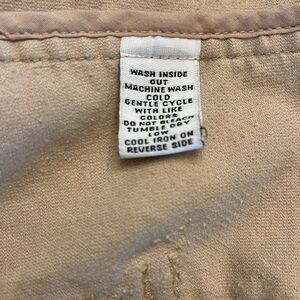 WASH INSIDE
OUT
MACHINE WASH
COLD
GENTLE CYCLE
WITH LIKE
COLORS
DO NOT BLEACH
TUMBLE DRY
LOW
COOL IRON ON
REVERSE SIDE